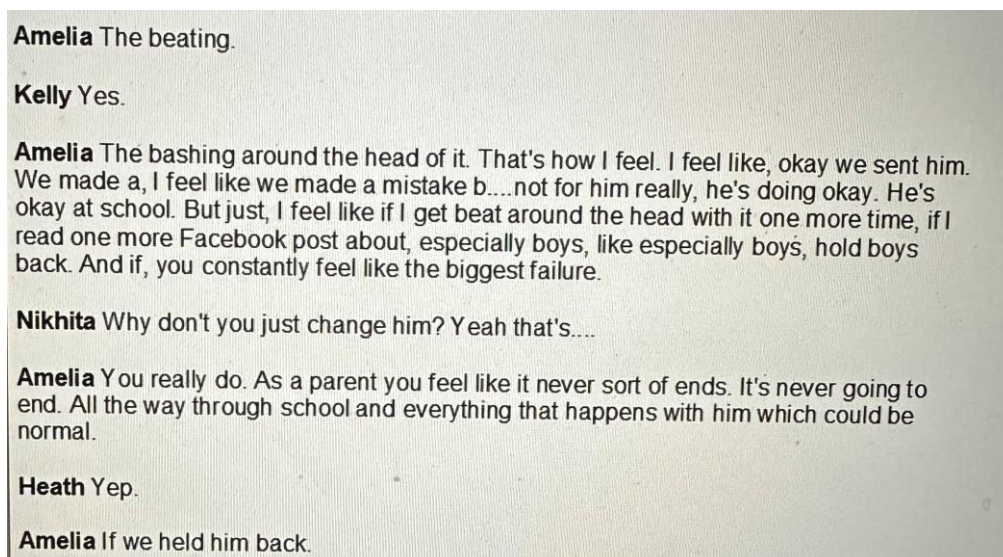 Amelia The beating.
Kelly Yes.
Amelia The bashing around the head of it. That's how I feel. I feel like, okay we sent him.
We made a, I feel like we made a mistake b....not for him really, he's doing okay. He's
okay at school. But just, I feel like if I get beat around the head with it one more time, if I
read one more Facebook post about, especially boys, like especially boys, hold boys
back. And if, you constantly feel like the biggest failure.
Nikhita Why don't you just change him? Yeah that's....
Amelia You really do. As a parent you feel like it never sort of ends. It's never going to
end. All the way through school and everything that happens with him which could be
normal.
Heath Yep.
Amelia If we held him back.